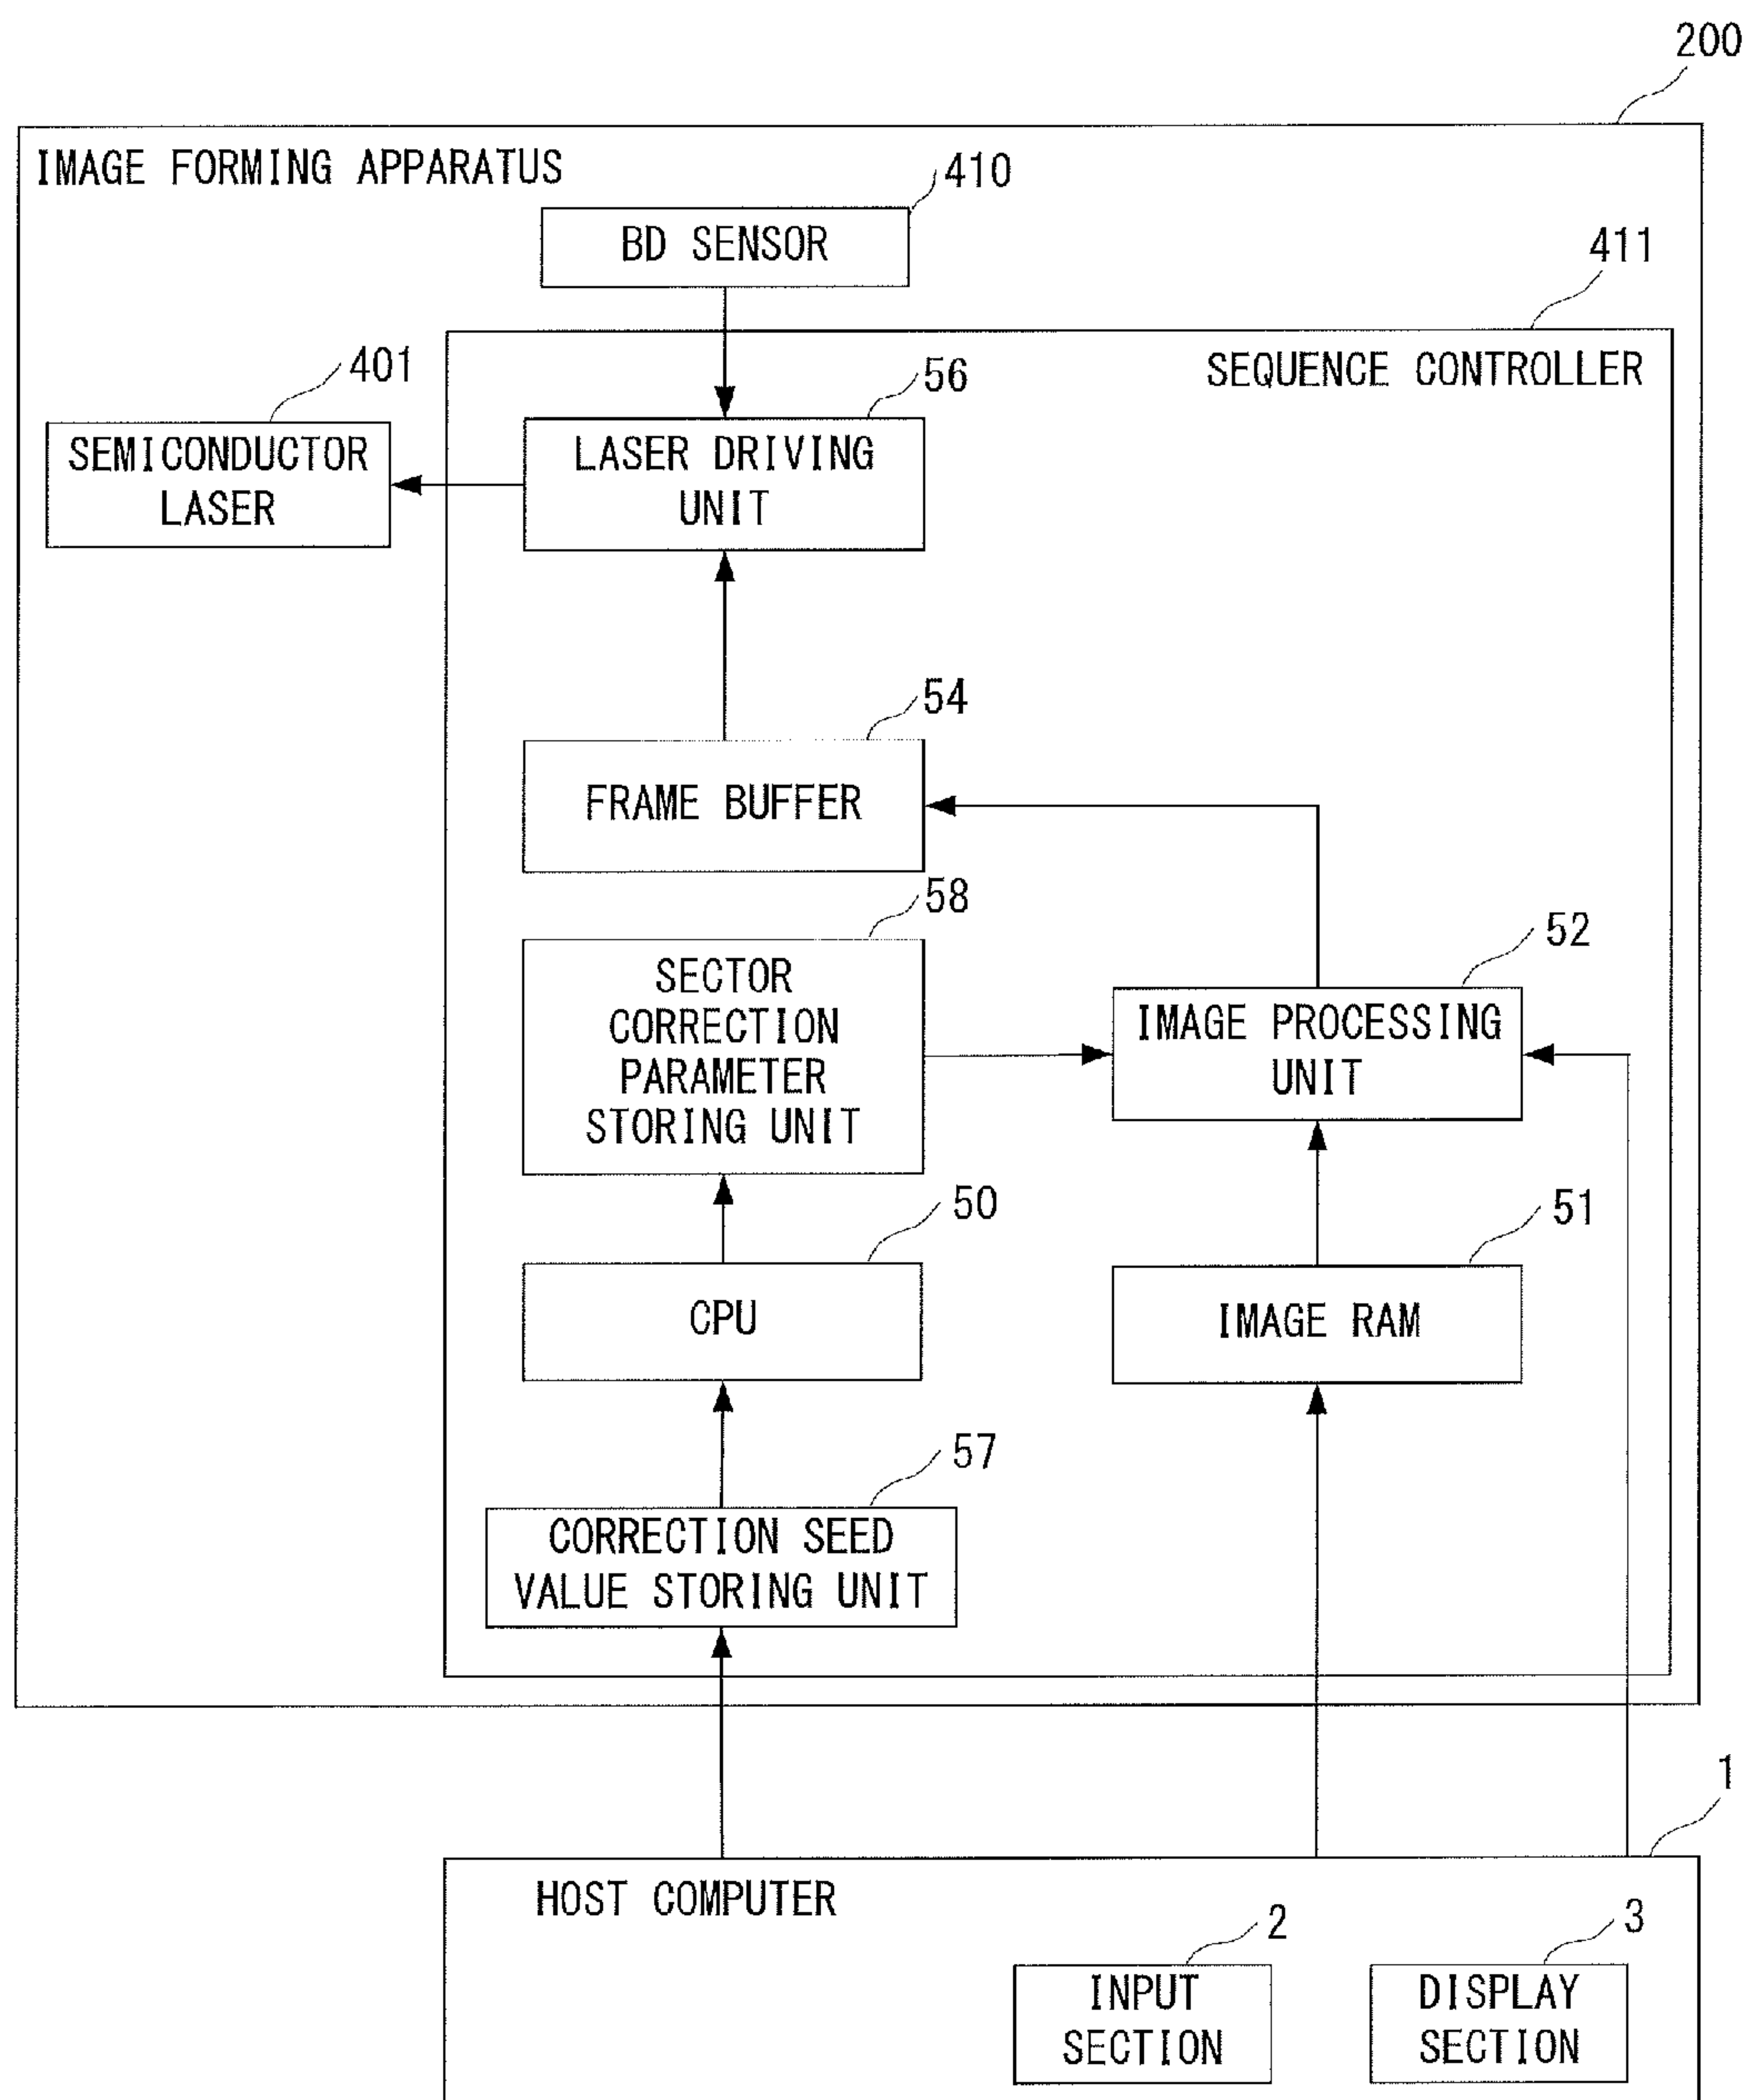 200
IMAGE FORMING APPARATUS
410
BD SENSOR
411
SEQUENCE CONTROLLER
401
SEMICONDUCTOR
LASER
56
LASER DRIVING
UNIT
54
FRAME BUFFER
58
SECTOR
CORRECTION
PARAMETER
STORING UNIT
52
IMAGE PROCESSING
UNIT
50
CPU
51
IMAGE RAM
57
CORRECTION SEED
VALUE STORING UNIT
1
HOST COMPUTER
2
INPUT
SECTION
3
DISPLAY
SECTION